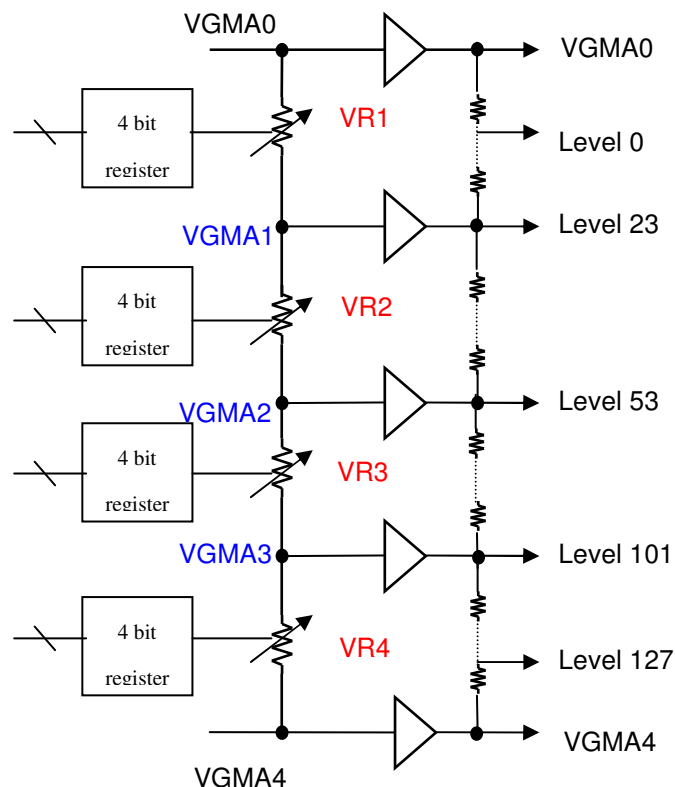 VGMA0
VGMA0
4 bit
register
VR1
Level 0
VGMA1
Level 23
4 bit
register
VR2
VGMA2
Level 53
4 bit
register
VR3
VGMA3
Level 101
4 bit
register
VR4
Level 127
VGMA4
VGMA4